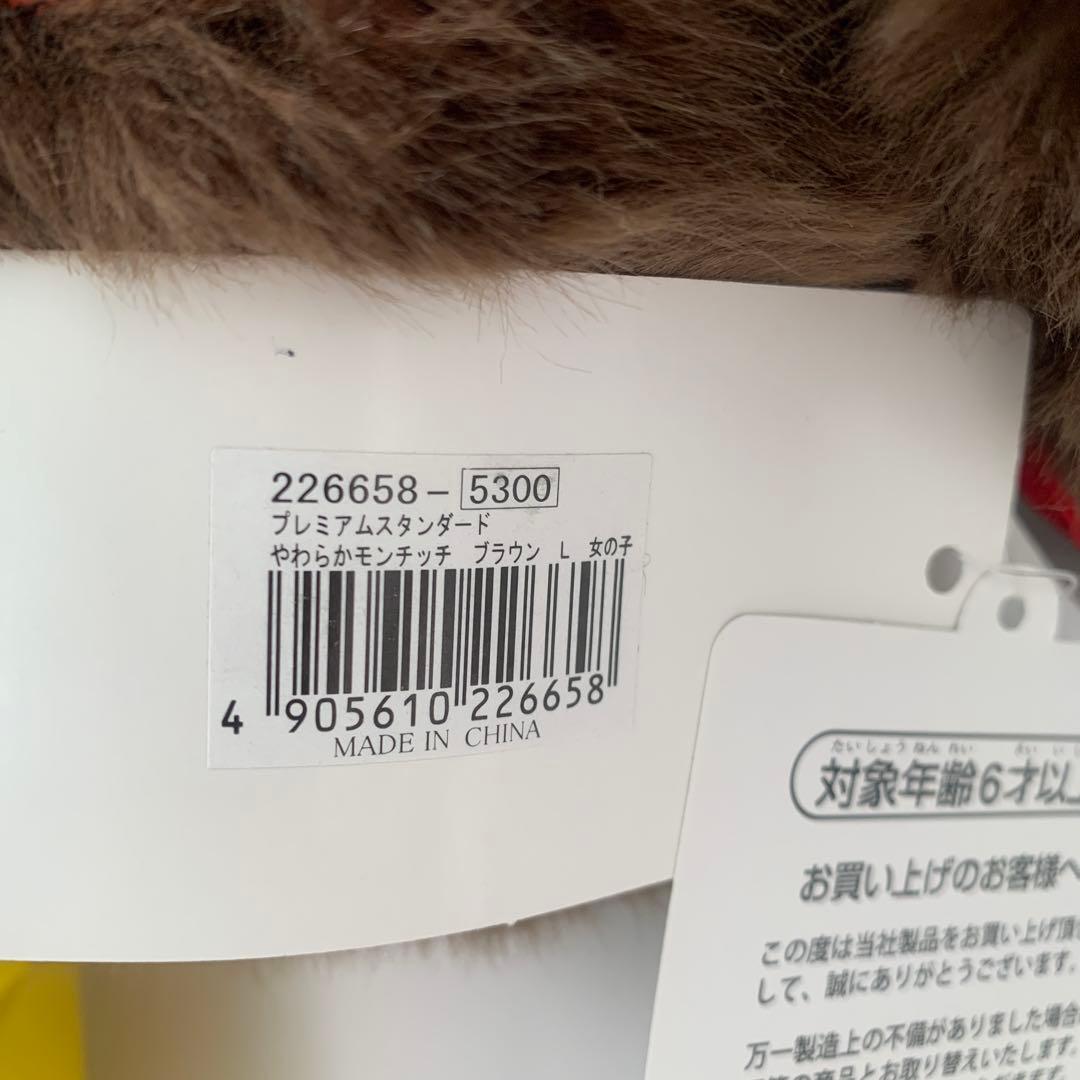 226658-5300
プレミアムスタンダード
やわらかモンチッチ ブラウン L 女の子
4 905610 226658
MADE IN CHINA
たいしょうねんれい
対象年齢6才以
お買い上げのお客様へ
この度は当社製品をお買い上げ頂
して、誠にありがとうございます。
万一製造上の不備がありました場合
商品とお取り替えいたします。